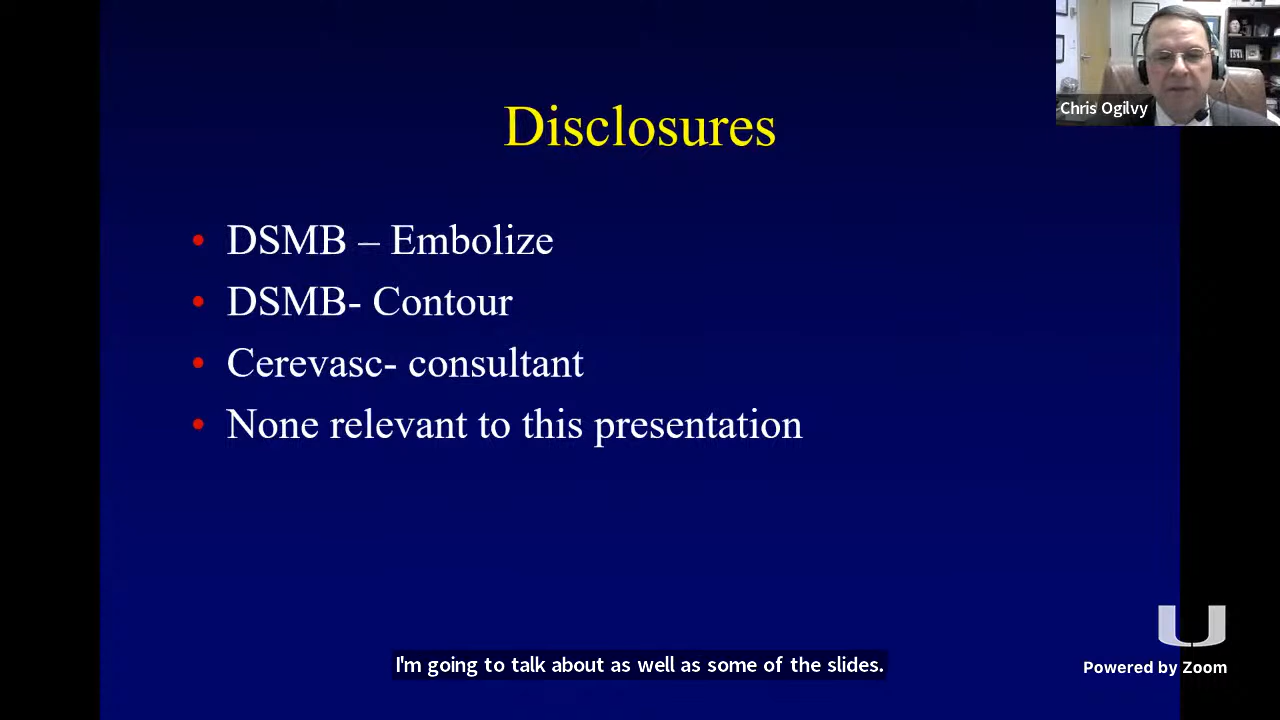 Chris Ogilvy
Disclosures
• DSMB – Embolize
• DSMB- Contour
• Cerevasc- consultant
• None relevant to this presentation
I'm going to talk about as well as some of the slides.
U
Powered by Zoom